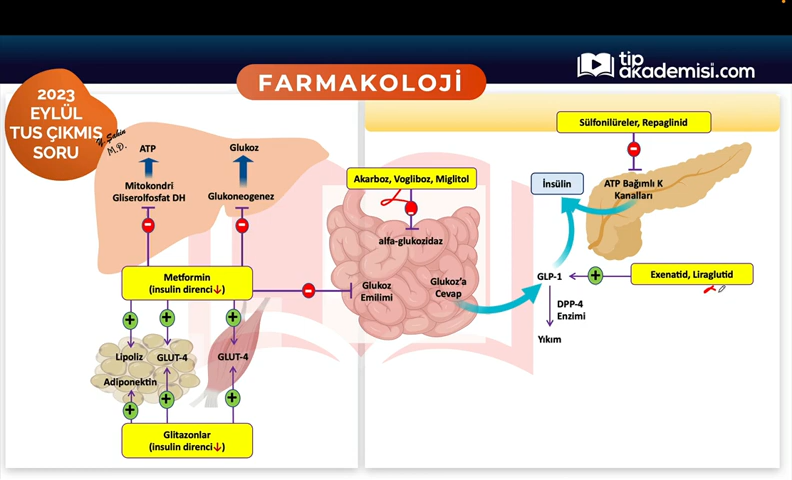 FARMAKOLOJİ
tıp
akademisi.com
2023
EYLÜL
TUS ÇIKMIŞ
SORU
Y. Şahin
M.D.
ATP
Glukoz
Mitokondri
Gliserolfosfat DH
Glukoneogenez
Metformin
(insulin direnci↓)
Lipoliz
GLUT-4
GLUT-4
Adiponektin
Glitazonlar
(insulin direnci↓)
Akarboz, Vogliboz, Miglitol
alfa-glukozidaz
Glukoz
Emilimi
Glukoz'a
Cevap
Sülfonilüreler, Repaglinid
İnsülin
ATP Bağımlı K
Kanalları
GLP-1
Exenatid, Liraglutid
DPP-4
Enzimi
Yıkım